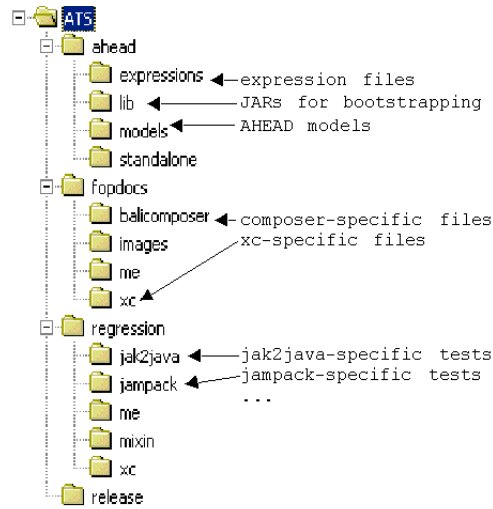 ATS
ahead
expressions expression files
lib JARs for bootstrapping
models AHEAD models
standalone
fopdocs
balicomposer composer-specific files
images xc-specific files
me
xc
regression
jak2java jak2java-specific tests
jampack jampack-specific tests
me ...
mixin
xc
release